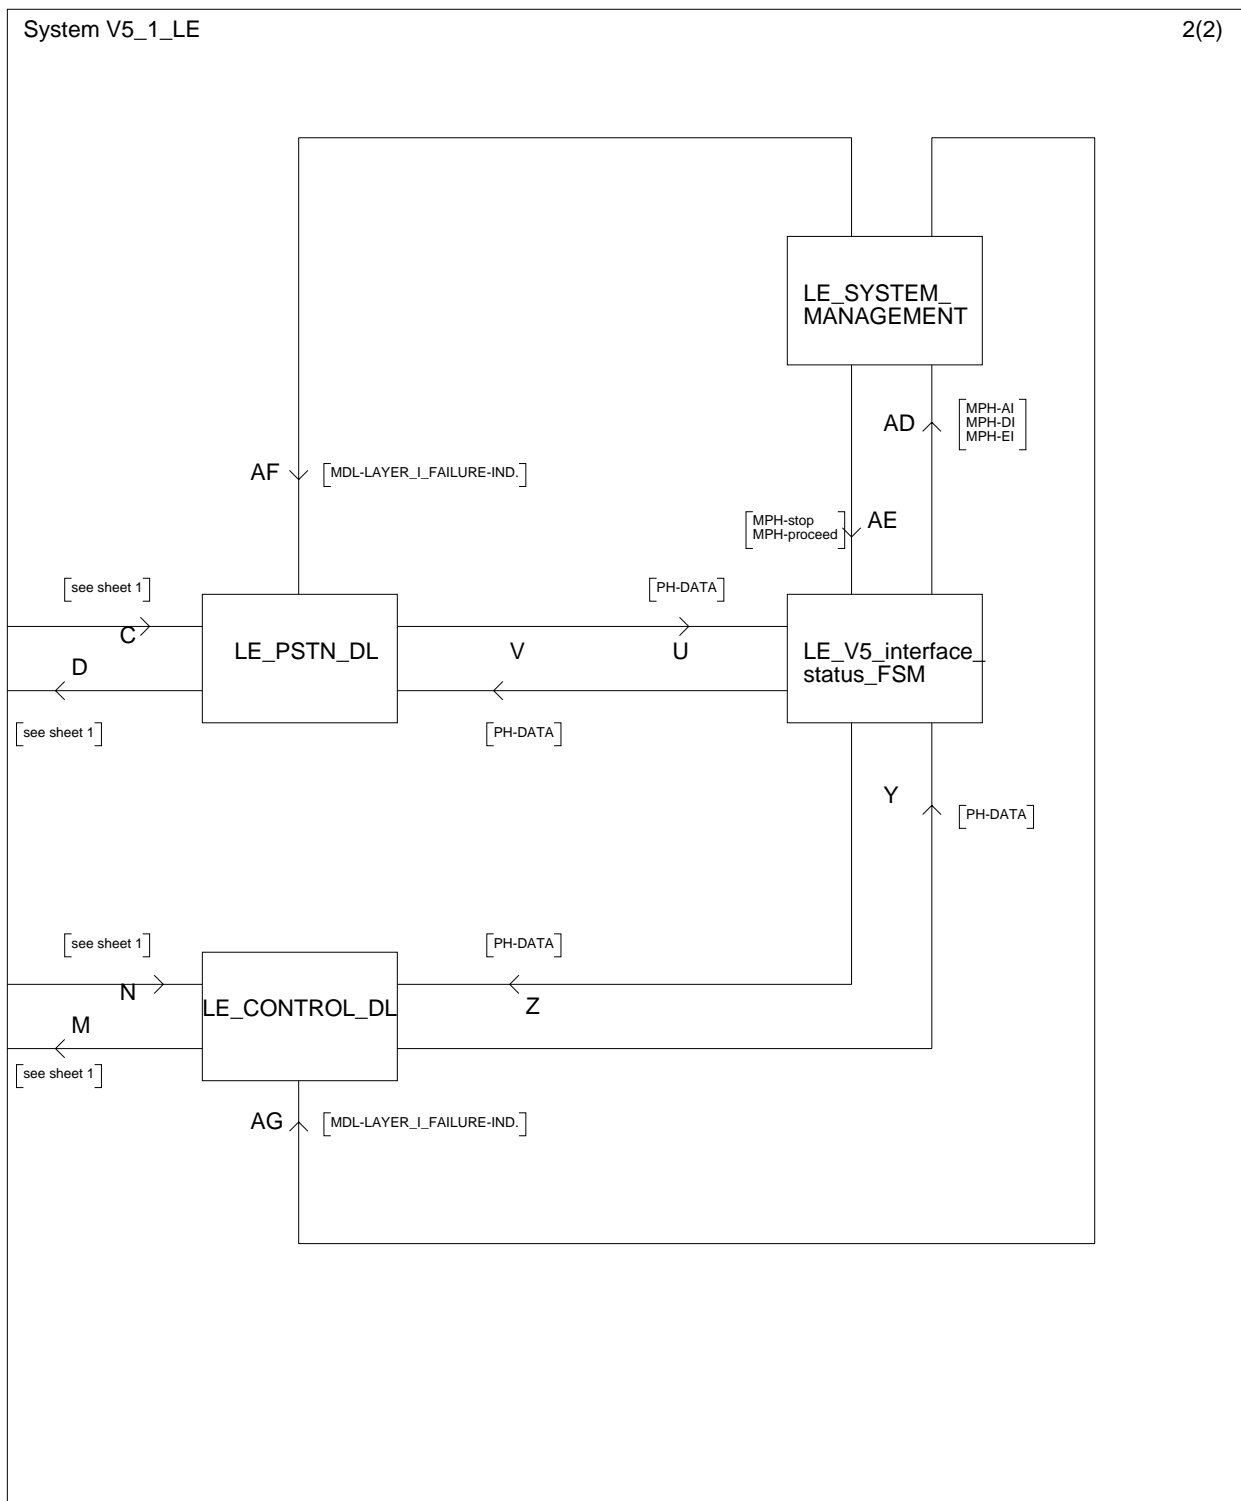 System V5_1_LE
2(2)
LE_SYSTEM_
MANAGEMENT
AD
MPH-AI
MPH-DI
MPH-EI
AF
MDL-LAYER_I_FAILURE-IND.
MPH-stop
MPH-proceed
AE
see sheet 1
PH-DATA
C
LE_PSTN_DL
V
U
LE_V5_interface_
status_FSM
D
see sheet 1
PH-DATA
Y
PH-DATA
see sheet 1
PH-DATA
N
LE_CONTROL_DL
Z
M
see sheet 1
AG
MDL-LAYER_I_FAILURE-IND.